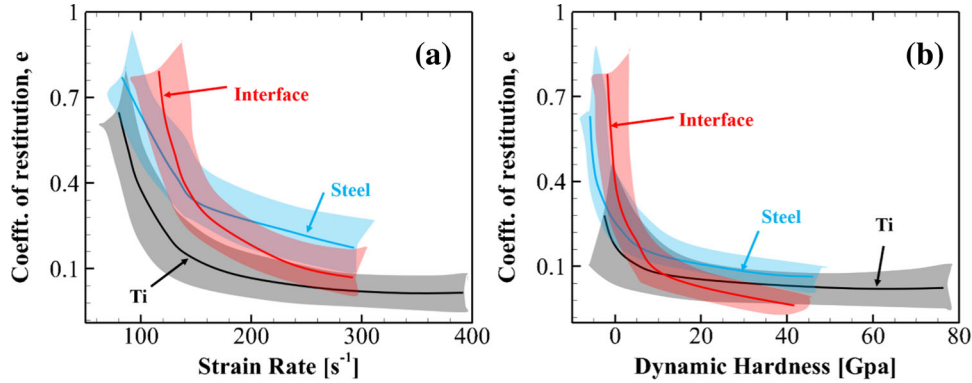 1
0.7
0.4
0.1
Coefft. of restitution, e
(a)
Interface
Steel
Ti
100
200
300
400
Strain Rate [s⁻¹]
1
0.7
0.4
0.1
Coefft. of restitution, e
(b)
Interface
Steel
Ti
0
20
40
60
80
Dynamic Hardness [Gpa]